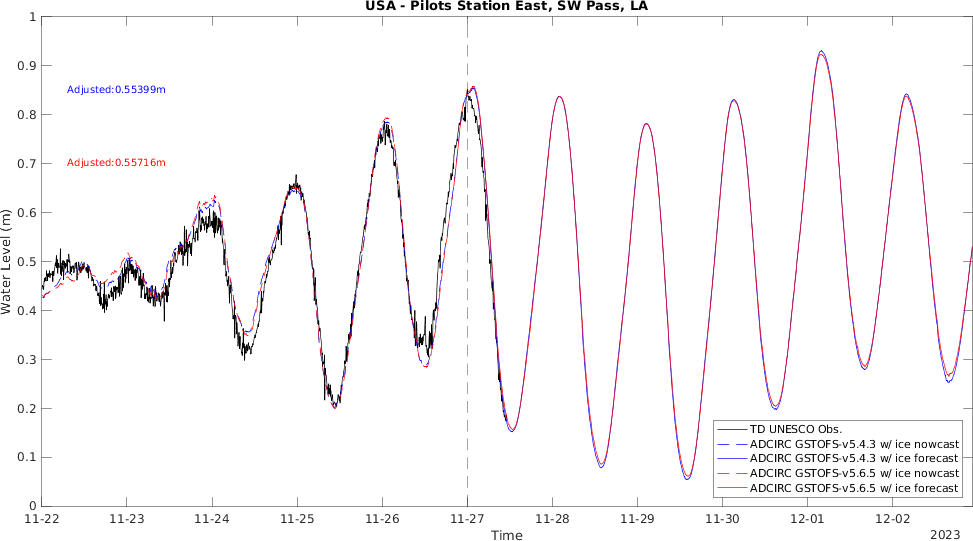 USA - Pilots Station East, SW Pass, LA
1
0.9
Adjusted:0.55399m
0.8
0.7
Adjusted:0.55716m
0.6
0.5
Water Level (m)
0.4
0.3
0.2
0.1
0
TD UNESCO Obs.
ADCIRC GSTOFS-v5.4.3 w/ ice nowcast
ADCIRC GSTOFS-v5.4.3 w/ ice forecast
ADCIRC GSTOFS-v5.6.5 w/ ice nowcast
ADCIRC GSTOFS-v5.6.5 w/ ice forecast
11-22 11-23 11-24 11-25 11-26 11-27 11-28 11-29 11-30 12-01 12-02
Time
2023